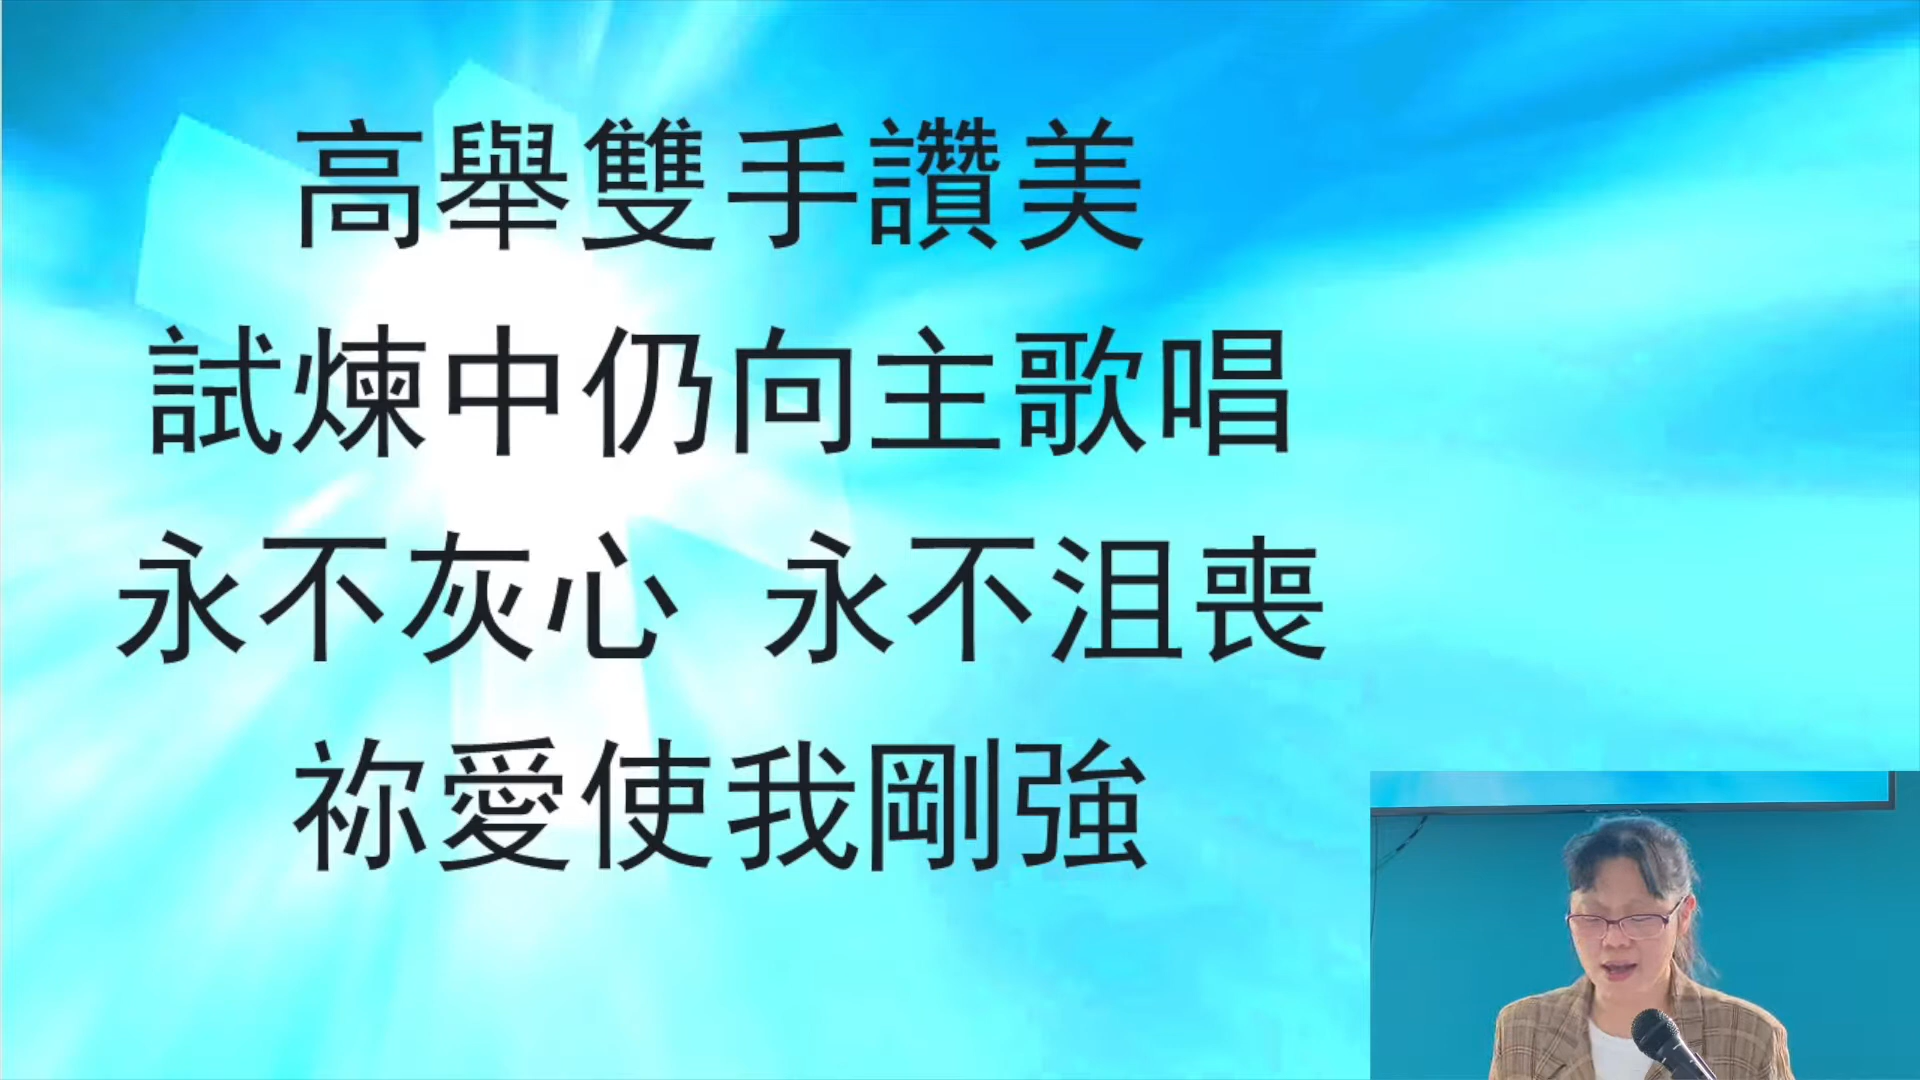 高舉雙手讚美
試煉中仍向主歌唱
永不灰心 永不沮喪
祢愛使我剛強